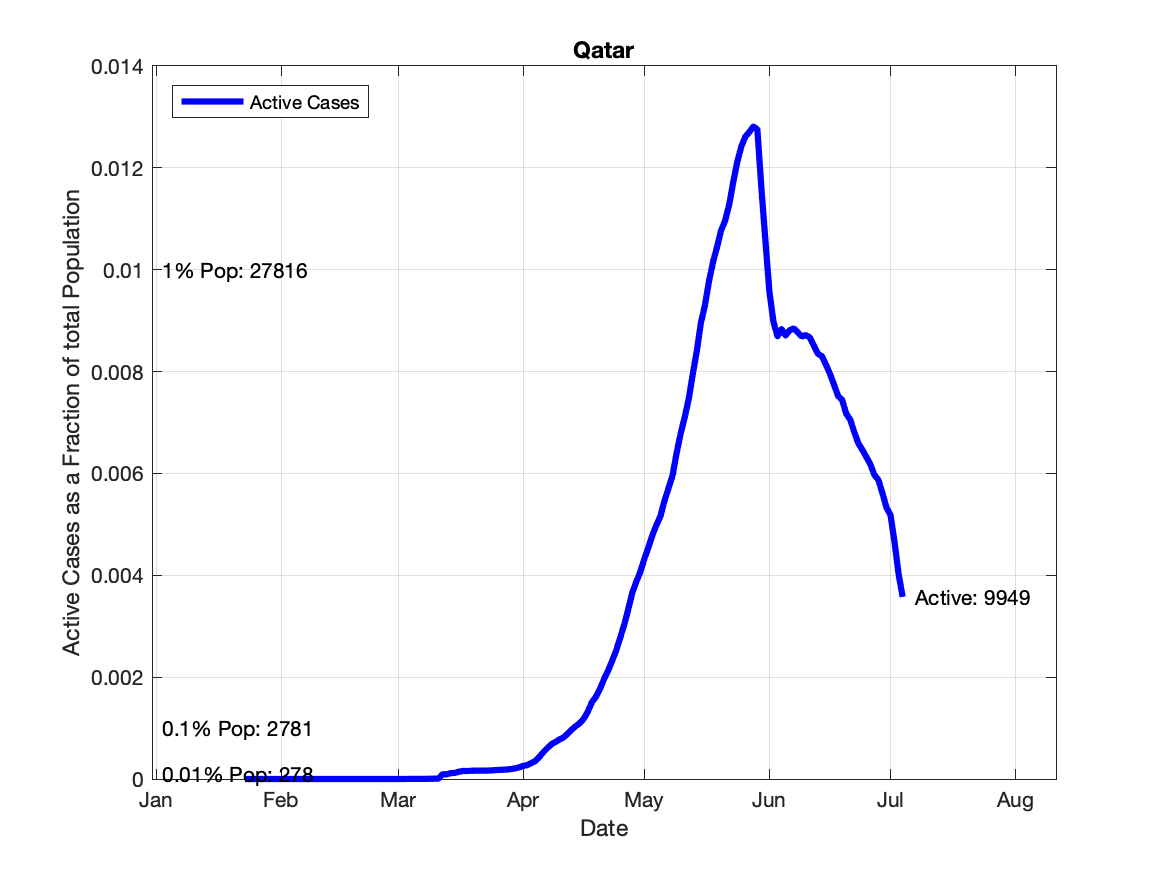 Qatar
Active Cases
Active Cases as a Fraction of total Population
0.014
0.012
0.01
0.008
0.006
0.004
0.002
0
1% Pop: 27816
0.1% Pop: 2781
0.01% Pop: 278
Active: 9949
Jan Feb Mar Apr May Jun Jul Aug
Date